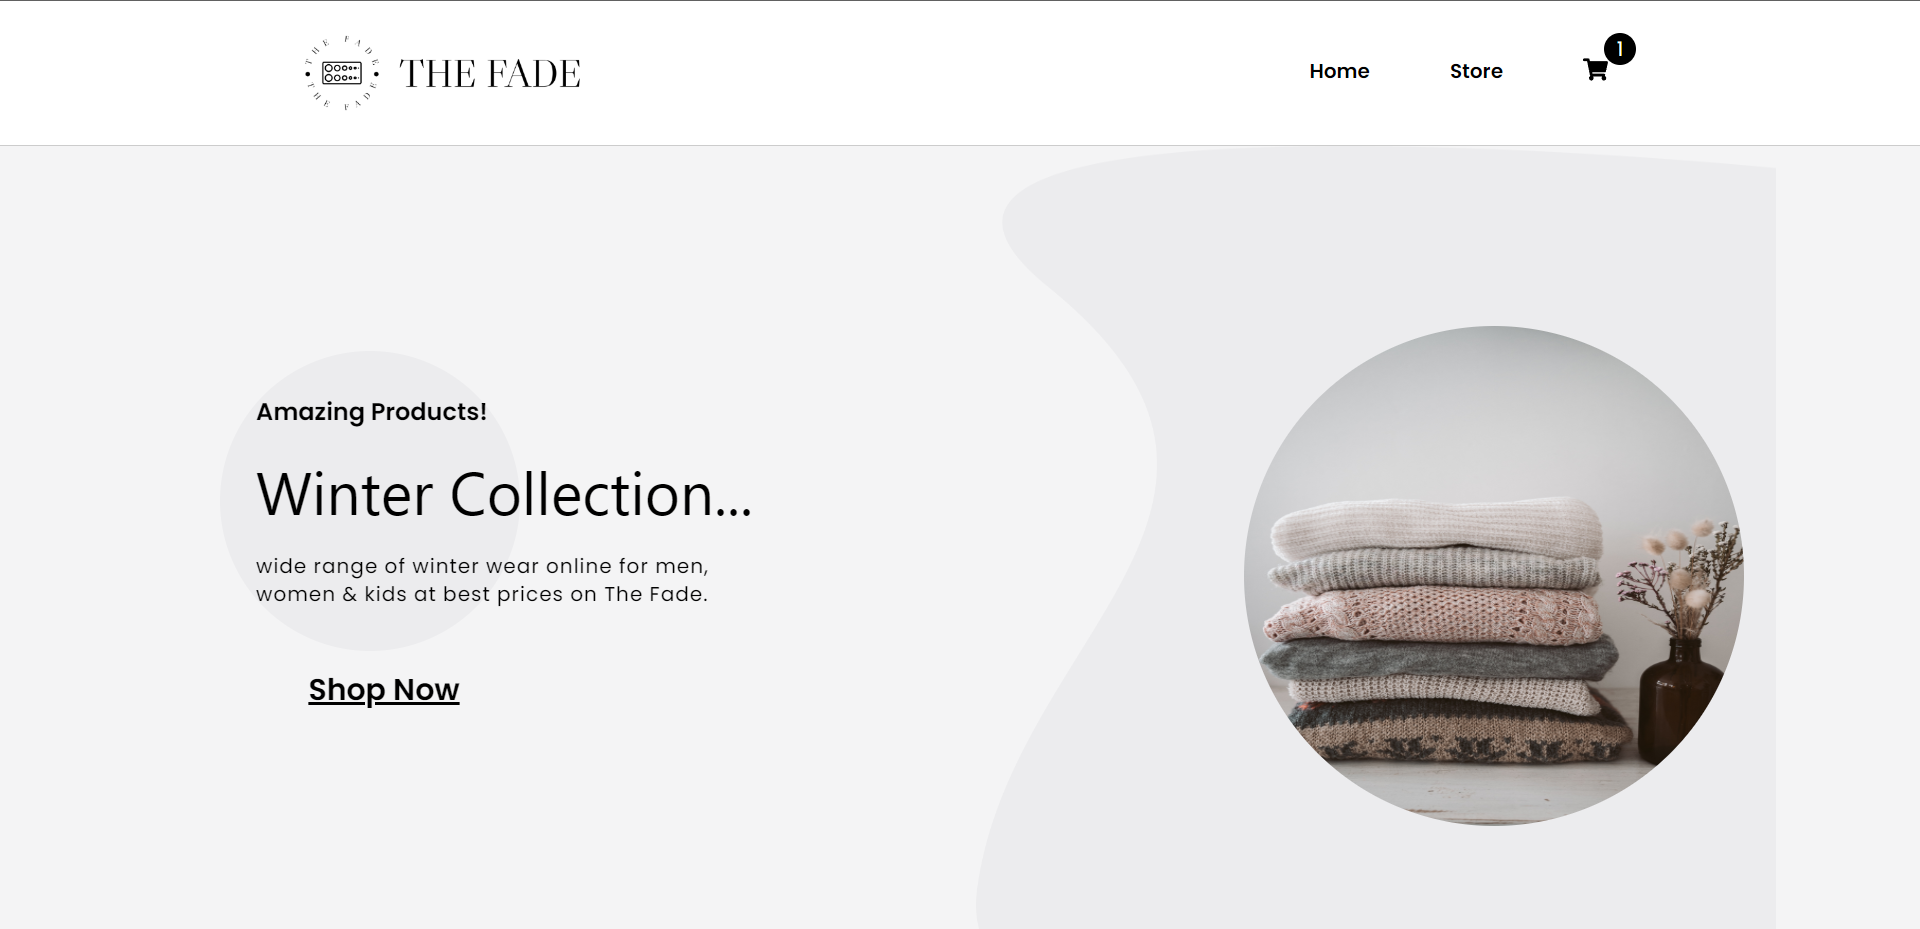 THE FADE
THE FADE
THE FADE
Home
Store
1
Amazing Products!
Winter Collection...
wide range of winter wear online for men,
women & kids at best prices on The Fade.
Shop Now